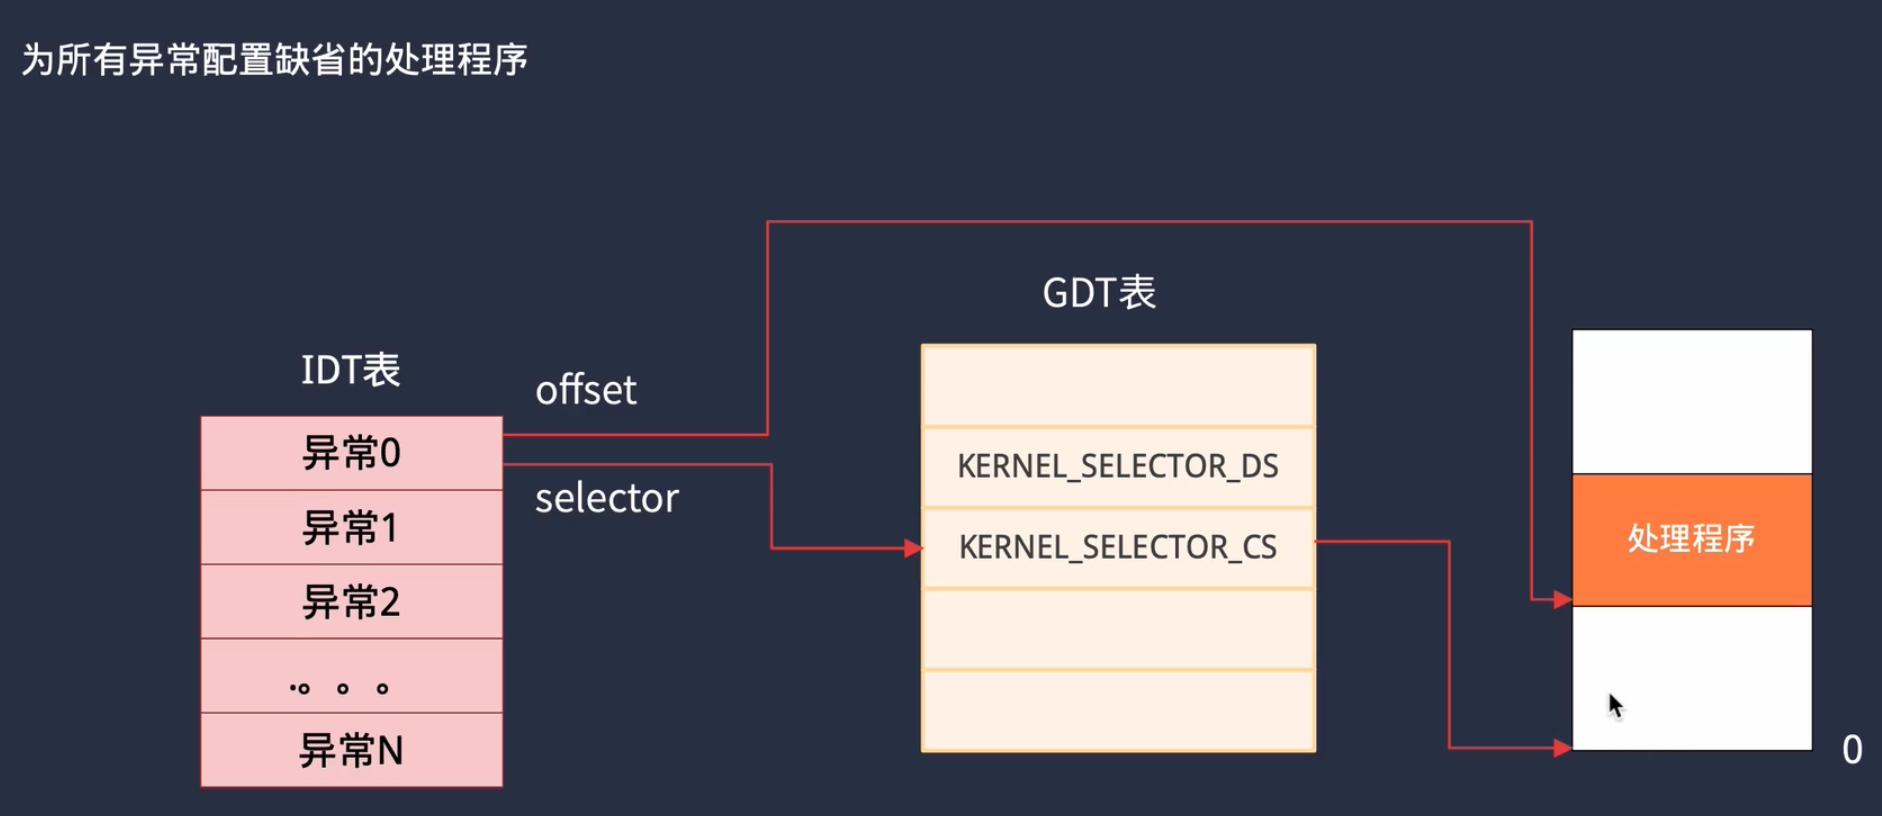 为所有异常配置缺省的处理程序
GDT表
IDT表
offset
异常0
selector
异常1
异常2
.。。。
异常N
KERNEL_SELECTOR_DS
KERNEL_SELECTOR_CS
处理程序
0